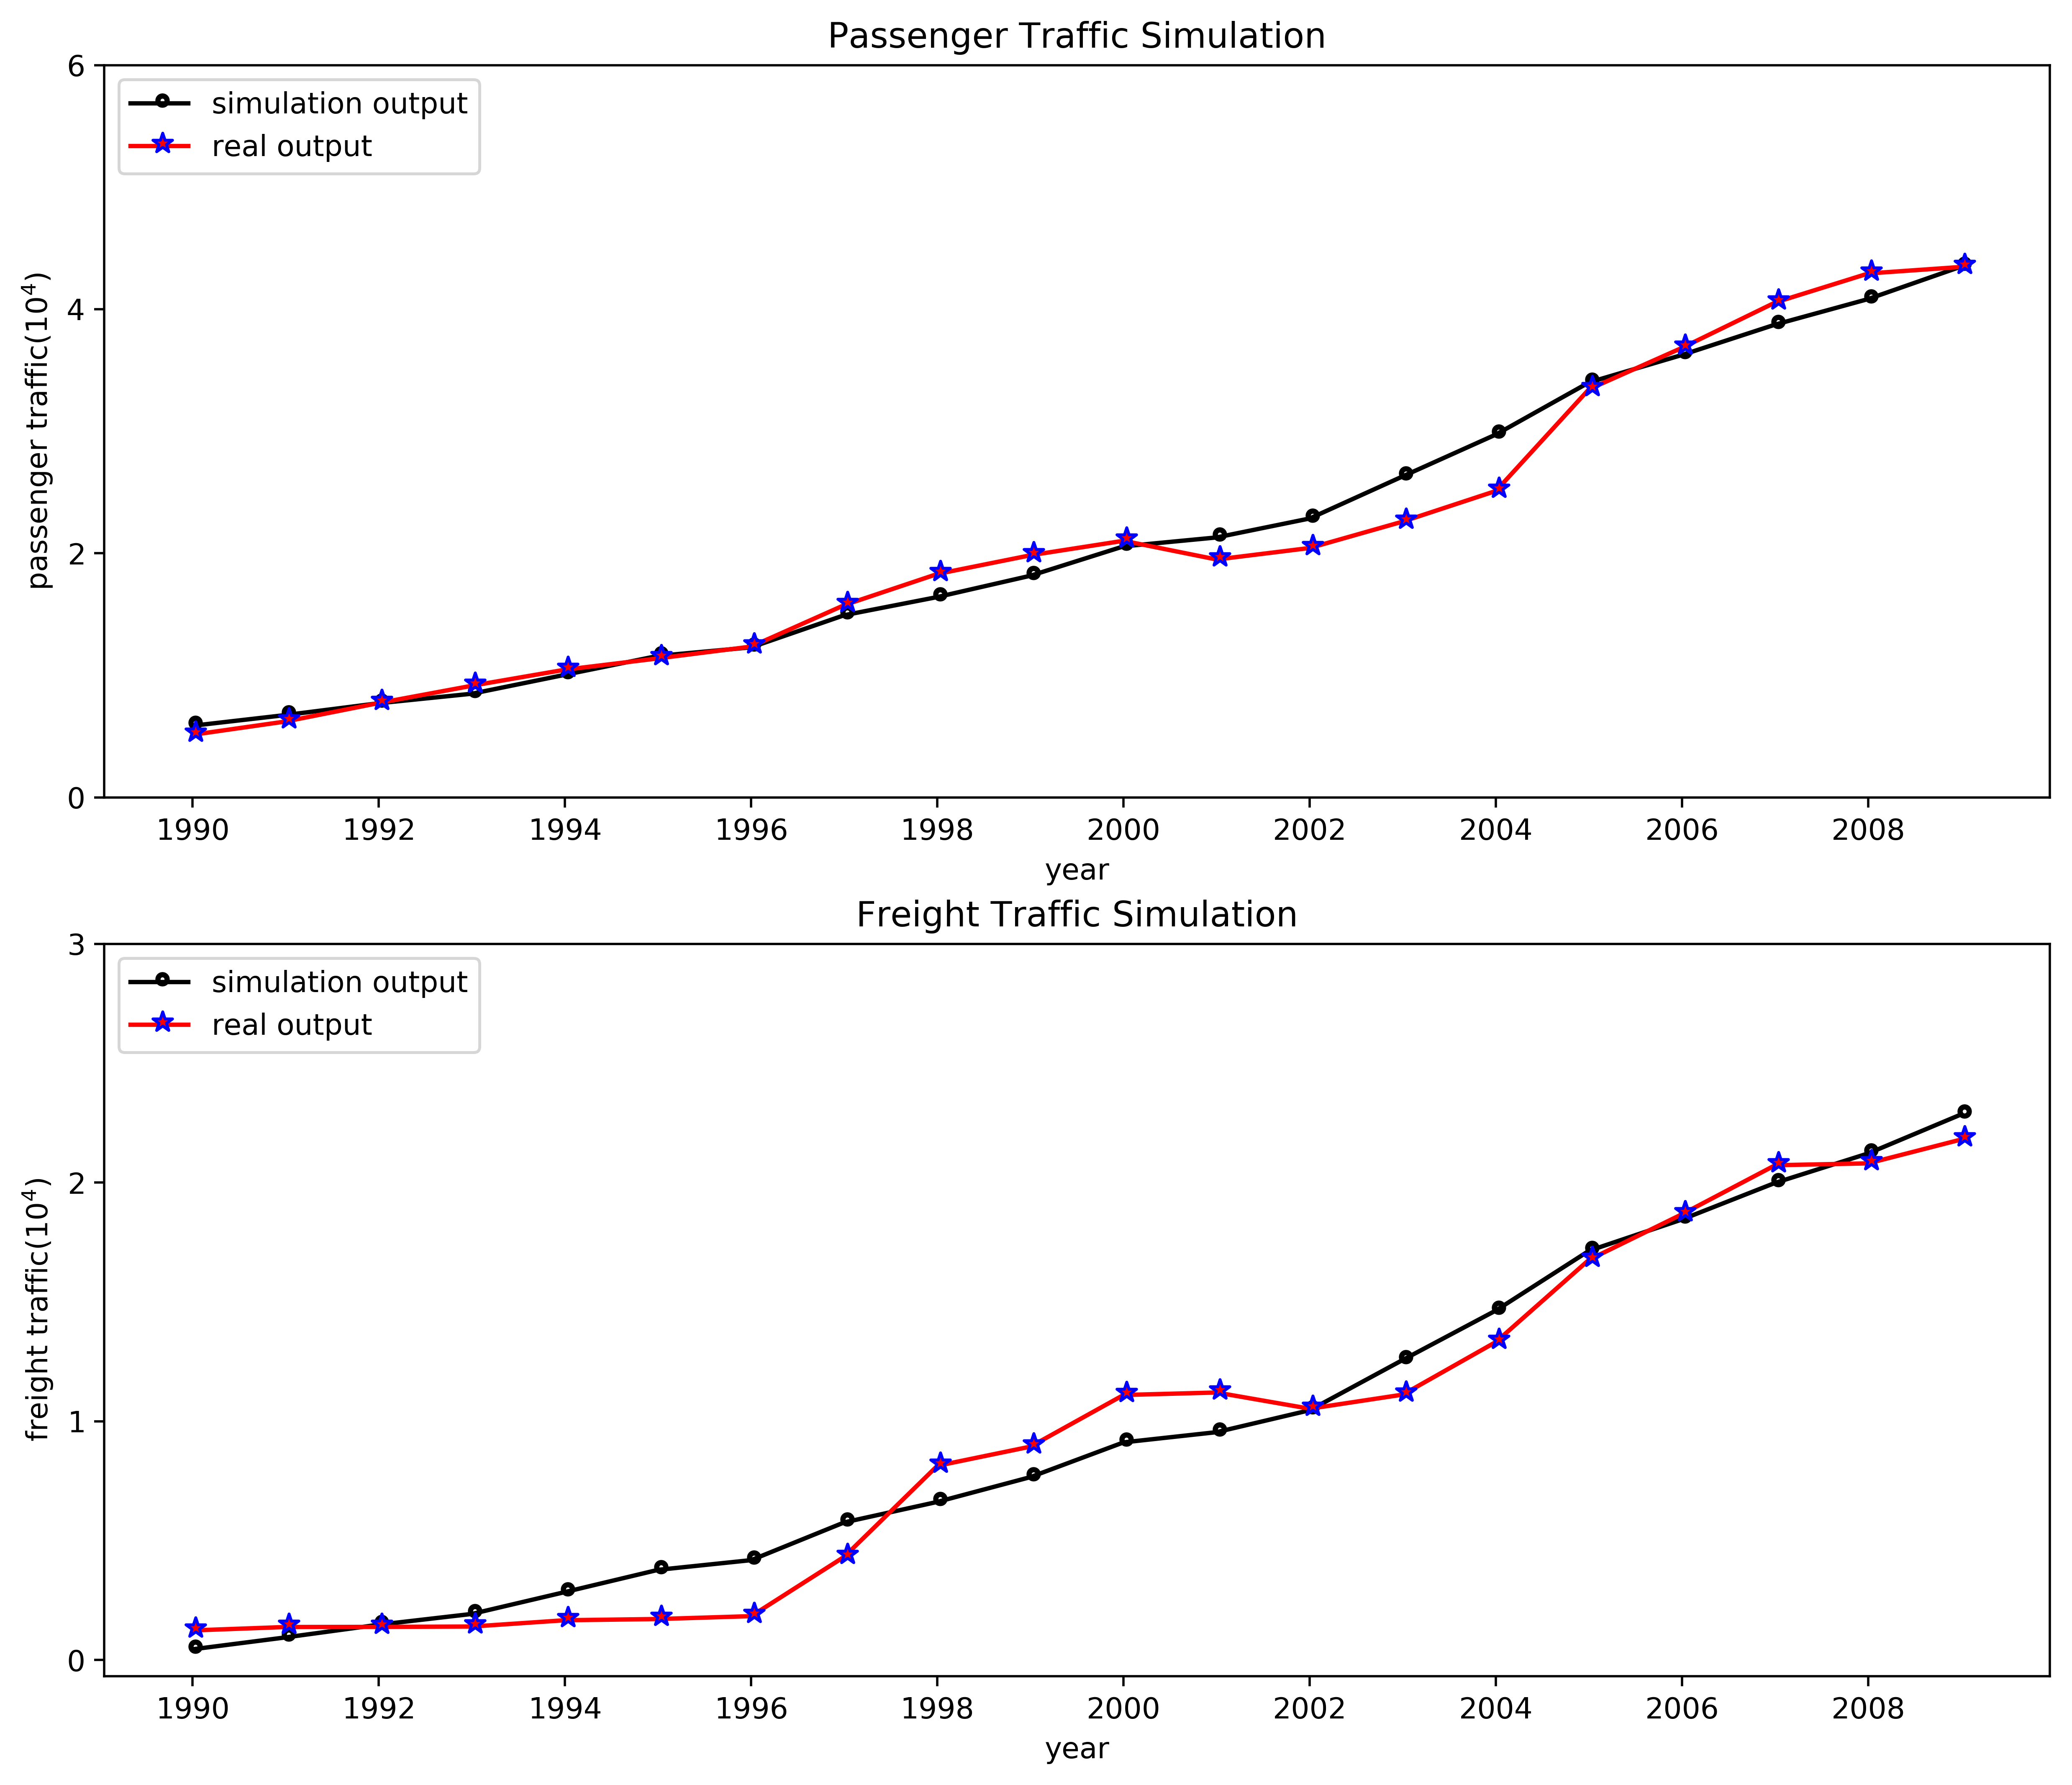 Passenger Traffic Simulation
simulation output
real output
6
4
2
0
passenger traffic(10⁴)
1990 1992 1994 1996 1998 2000 2002 2004 2006 2008
year
Freight Traffic Simulation
simulation output
real output
3
2
1
0
freight traffic(10⁴)
1990 1992 1994 1996 1998 2000 2002 2004 2006 2008
year